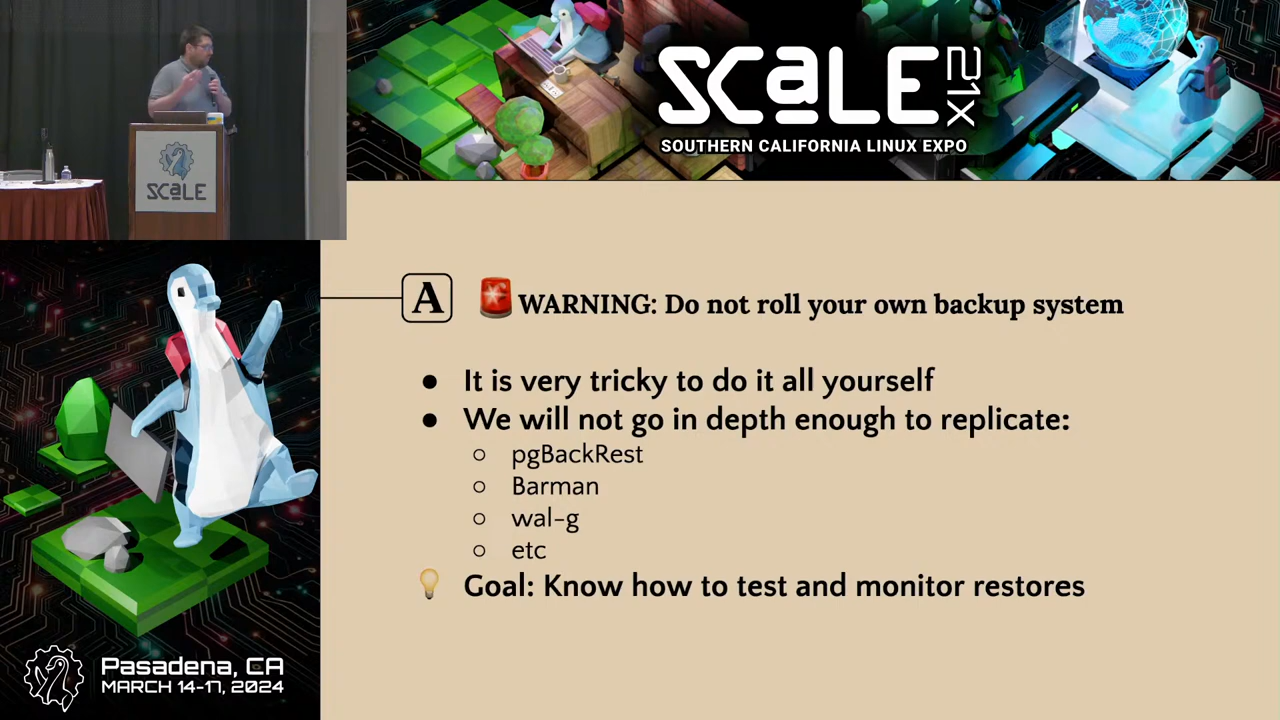 SCaLE
SCaLE 21X
SOUTHERN CALIFORNIA LINUX EXPO
A
WARNING: Do not roll your own backup system
It is very tricky to do it all yourself
We will not go in depth enough to replicate:
pgBackRest
Barman
wal-g
etc
Goal: Know how to test and monitor restores
Pasadena, CA
MARCH 14-17, 2024